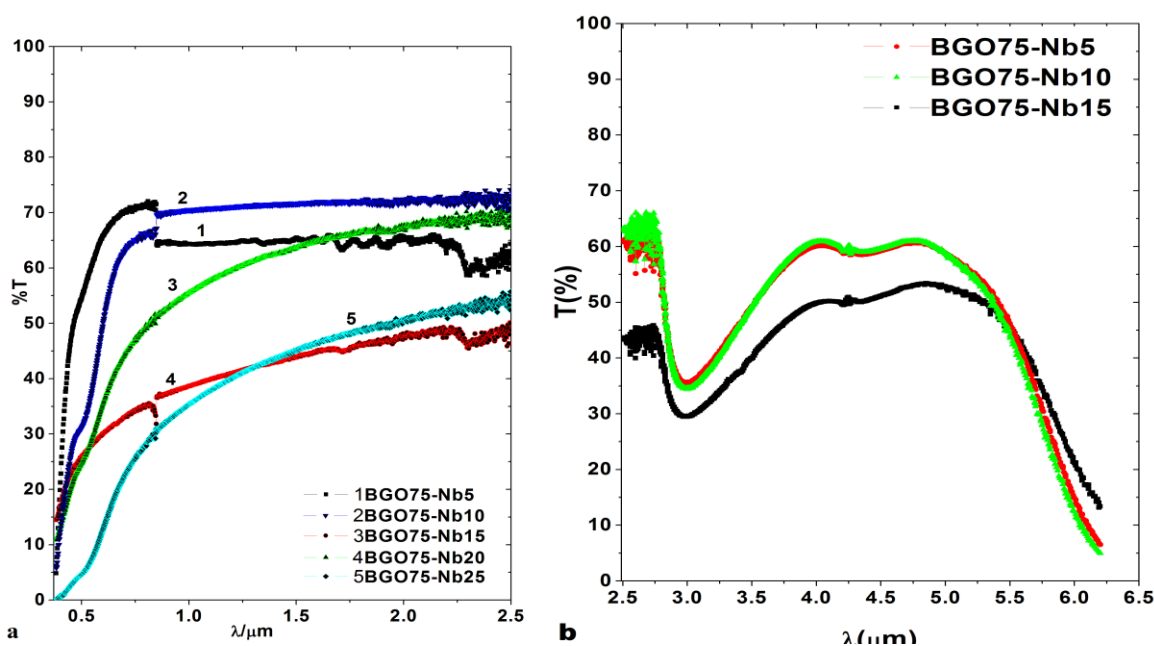 100
90
80
70
60
50
40
30
20
10
0
%T
2
1
3
5
4
1BGO75-Nb5
2BGO75-Nb10
3BGO75-Nb15
4BGO75-Nb20
5BGO75-Nb25
0.5 1.0 1.5 2.0 2.5
λ/μm
a
100
90
80
70
60
50
40
30
20
10
0
T(%)
BGO75-Nb5
BGO75-Nb10
BGO75-Nb15
2.5 3.0 3.5 4.0 4.5 5.0 5.5 6.0 6.5
λ(μm)
b